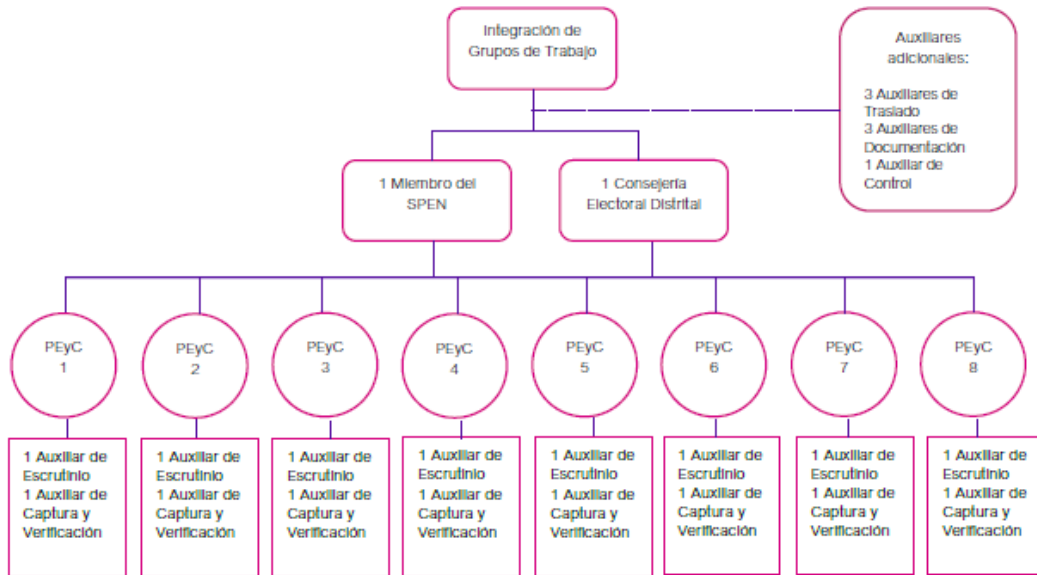 Integración de
Grupos de Trabajo
Auxiliares
adicionales:
3 Auxiliares de
Traslado
3 Auxiliares de
Documentación
1 Auxiliar de
Control
1 Miembro del
SPEN
1 Consejería
Electoral Distrital
PEyC
1
PEyC
2
PEyC
3
PEyC
4
PEyC
5
PEyC
6
PEyC
7
PEyC
8
1 Auxiliar de
Escrutinio
1 Auxiliar de
Captura y
Verificación
1 Auxiliar de
Escrutinio
1 Auxiliar de
Captura y
Verificación
1 Auxiliar de
Escrutinio
1 Auxiliar de
Captura y
Verificación
1 Auxiliar de
Escrutinio
1 Auxiliar de
Captura y
Verificación
1 Auxiliar de
Escrutinio
1 Auxiliar de
Captura y
Verificación
1 Auxiliar de
Escrutinio
1 Auxiliar de
Captura y
Verificación
1 Auxiliar de
Escrutinio
1 Auxiliar de
Captura y
Verificación
1 Auxiliar de
Escrutinio
1 Auxiliar de
Captura y
Verificación